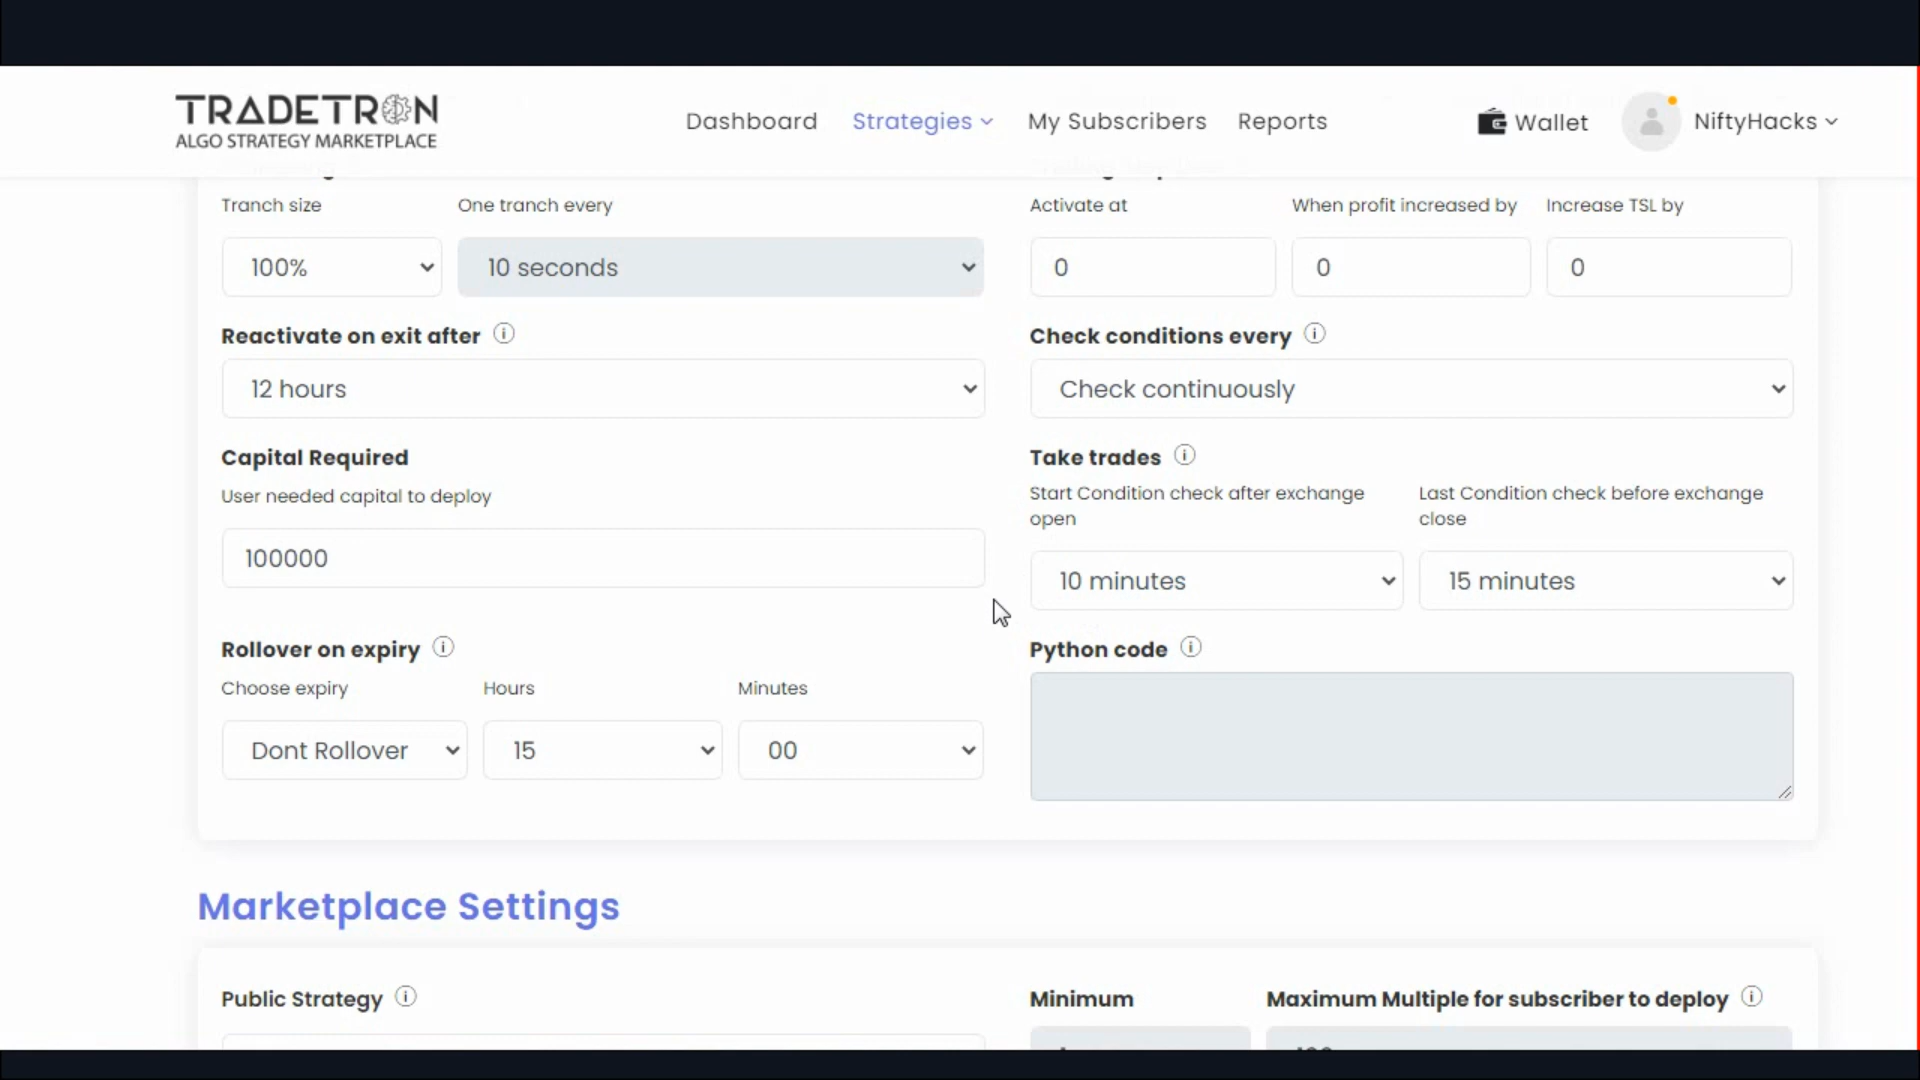 TRADETRON
ALGO STRATEGY MARKETPLACE
Dashboard
Strategies
My Subscribers
Reports
Wallet
NiftyHacks
Tranch size
One tranch every
Activate at
When profit increased by
Increase TSL by
100%
10 seconds
0
0
0
Reactivate on exit after
Check conditions every
12 hours
Check continuously
Capital Required
Take trades
User needed capital to deploy
Start Condition check after exchange
open
Last Condition check before exchange
close
100000
10 minutes
15 minutes
Rollover on expiry
Python code
Choose expiry
Hours
Minutes
Dont Rollover
15
00
Marketplace Settings
Public Strategy
Minimum
Maximum Multiple for subscriber to deploy